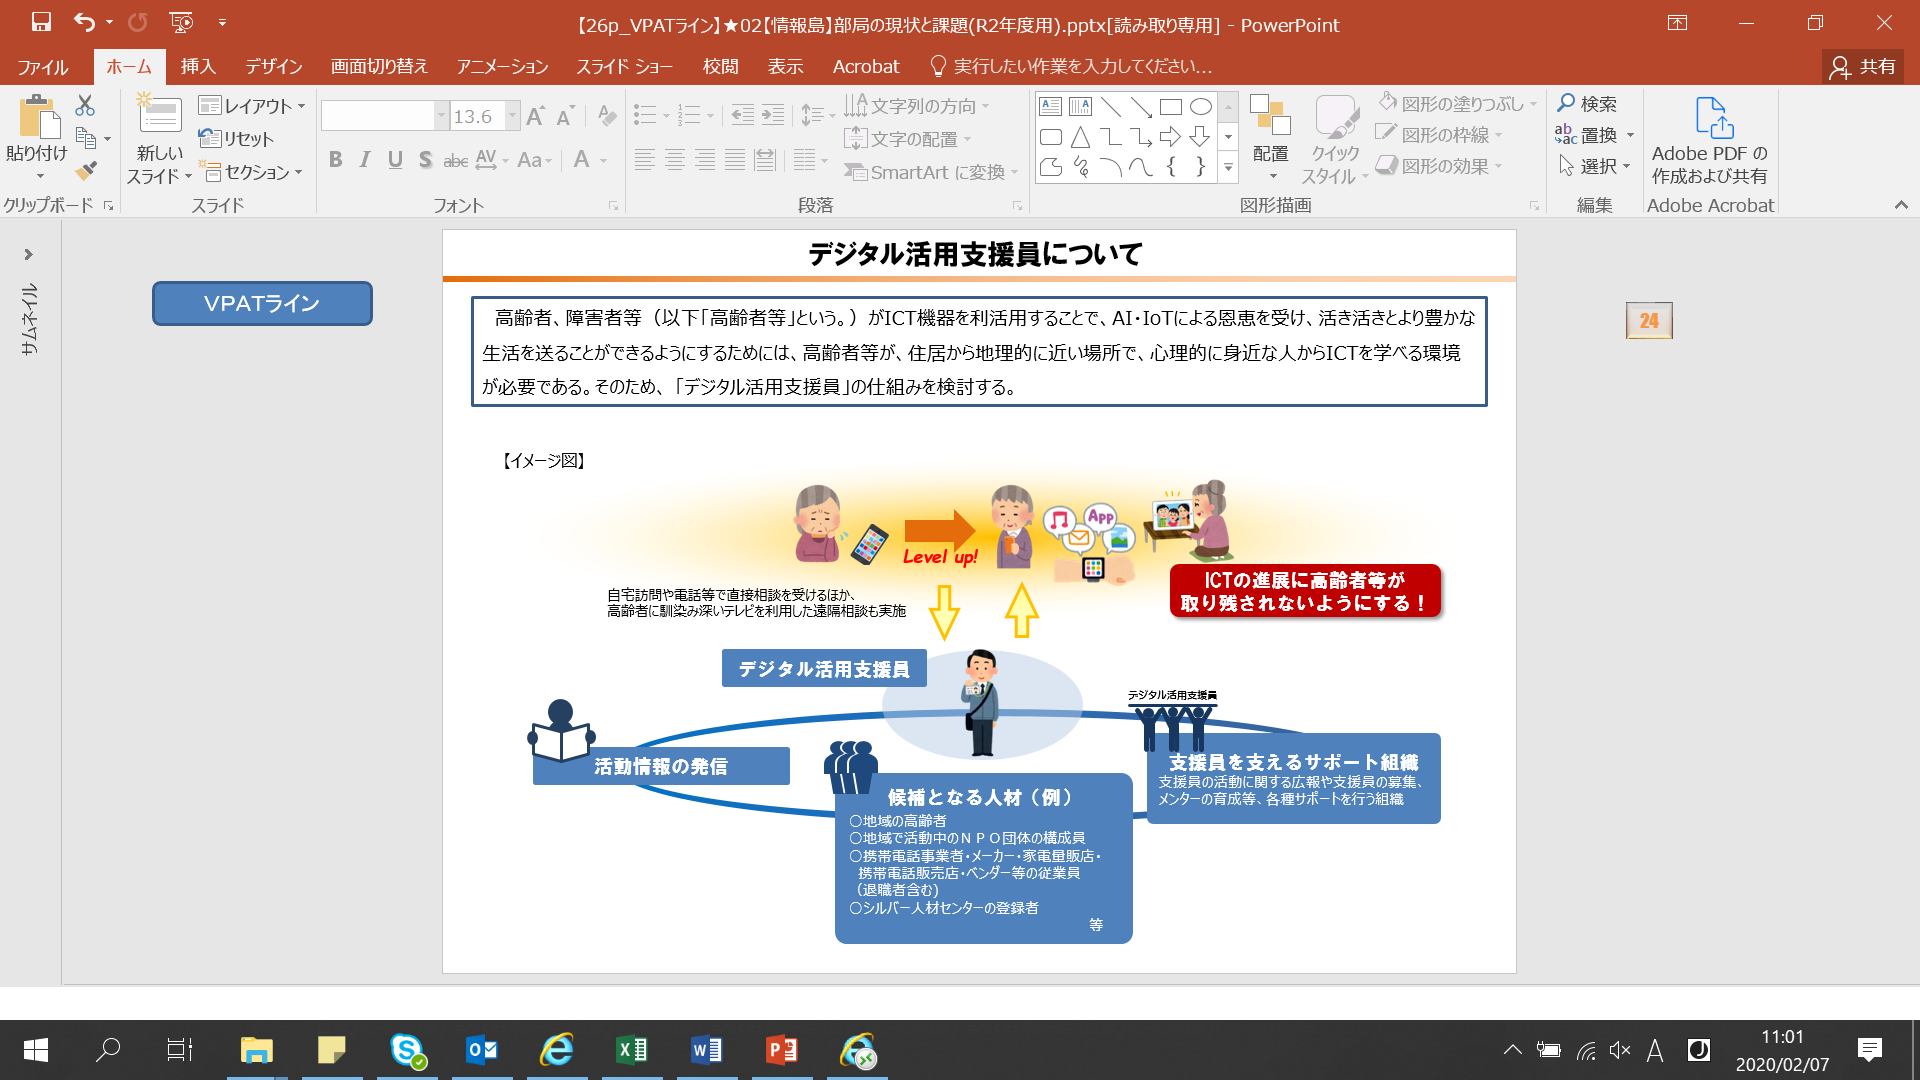 【26p_VPATライン】★02【情報島】部局の現状と課題(R2年度用).pptx[読み取り専用] - PowerPoint
ファイル ホーム 挿入 デザイン 画面切り替え アニメーション スライド ショー 校閲 表示 Acrobat 実行したい作業を入力してください... 共有
貼り付け
クリップボード
新しい
スライド
レイアウト
リセット
セクション
スライド
13.6
B I U S abc AV Aa A
フォント
文字列の方向
文字の配置
SmartArt に変換
段落
配置
クイック
スタイル
図形の塗りつぶし
図形の枠線
図形の効果
図形描画
検索
置換
選択
編集
Adobe PDF の
作成および共有
Adobe Acrobat
サムネイル
VPATライン
24
デジタル活用支援員について
高齢者、障害者等（以下「高齢者等」という。）がICT機器を利活用することで、AI・IoTによる恩恵を受け、活き活きとより豊かな
生活を送ることができるようにするためには、高齢者等が、住居から地理的に近い場所で、心理的に身近な人からICTを学べる環境
が必要である。そのため、「デジタル活用支援員」の仕組みを検討する。
【イメージ図】
Level up!
App
自宅訪問や電話等で直接相談を受けるほか、
高齢者に馴染み深いテレビを利用した遠隔相談も実施
ICTの進展に高齢者等が
取り残されないようにする！
デジタル活用支援員
デジタル活用支援員
活動情報の発信
支援員を支えるサポート組織
支援員の活動に関する広報や支援員の募集、
メンターの育成等、各種サポートを行う組織
候補となる人材（例）
○地域の高齢者
○地域で活動中のＮＰＯ団体の構成員
○携帯電話事業者・メーカー・家電量販店・
携帯電話販売店・ベンダー等の従業員
（退職者含む）
○シルバー人材センターの登録者
等
A
11:01
2020/02/07